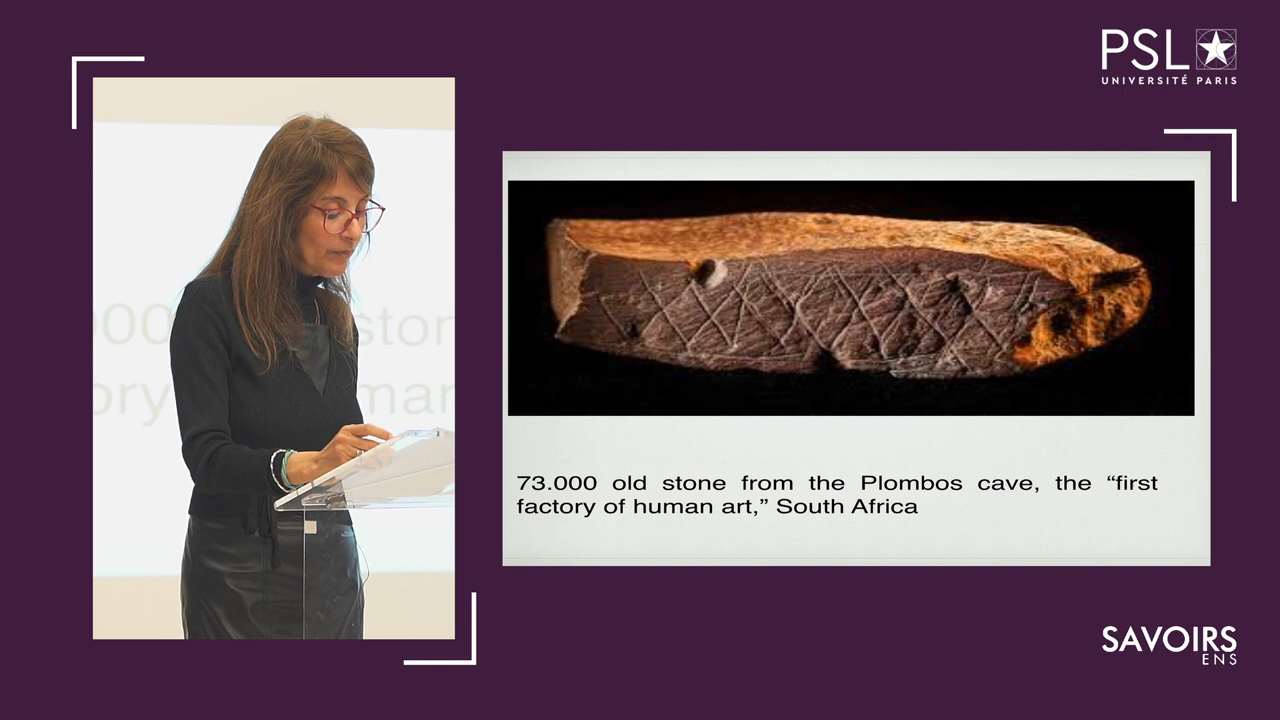 PSL
UNIVERSITÉ PARIS
73.000 old stone from the Plombos cave, the “first
factory of human art,” South Africa
SAVOIRS
ENS